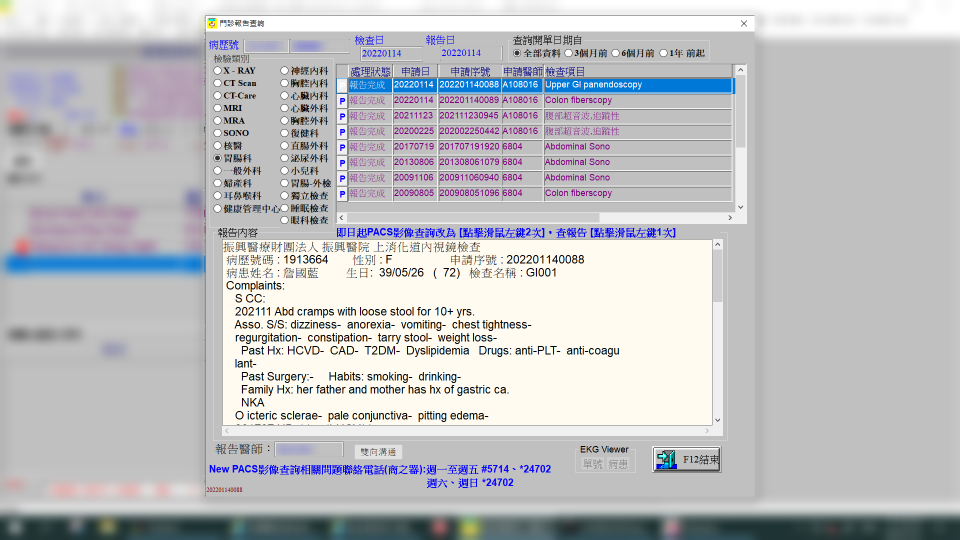 門診報告查詢
病歷號
檢查日 20220114
報告日 20220114
查詢開單日期自
全部資料 3個月前 6個月前 1年 前起
檢驗類別
X - RAY 神經內科
CT Scan 胸腔內科
CT-Care 心臟內科
MRI 心臟外科
MRA 胸腔外科
SONO 復健科
核醫 直腸外科
胃腸科 泌尿外科
一般外科 小兒科
婦產科 胃腸-外檢
耳鼻喉科 獨立檢查
健康管理中心 睡眠檢查
眼科檢查
處理狀態 申請日 申請序號 申請醫師 檢查項目
報告完成 20220114 202201140088 A108016 Upper GI panendoscopy
P 報告完成 20220114 202201140089 A108016 Colon fiberscopy
P 報告完成 20211123 202111230945 A108016 腹部超音波,追蹤性
P 報告完成 20200225 202002250442 A108016 腹部超音波,追蹤性
P 報告完成 20170719 201707191920 6804 Abdominal Sono
P 報告完成 20130806 201308061079 6804 Abdominal Sono
P 報告完成 20091106 200911060940 6804 Abdominal Sono
P 報告完成 20090805 200908051096 6804 Colon fiberscopy
報告內容
即日起PACS影像查詢改為 [點擊滑鼠左鍵2次]，查報告 [點擊滑鼠左鍵1次]
振興醫療財團法人 振興醫院 上消化道內視鏡檢查
病歷號碼 : 1913664 性別 : F 申請序號 : 202201140088
病患姓名 : 詹國藍 生日: 39/05/26 ( 72) 檢查名稱 : GI001
Complaints:
S CC:
202111 Abd cramps with loose stool for 10+ yrs.
Asso. S/S: dizziness- anorexia- vomiting- chest tightness-
regurgitation- constipation- tarry stool- weight loss-
Past Hx: HCVD- CAD- T2DM- Dyslipidemia Drugs: anti-PLT- anti-coagu
lant-
Past Surgery:- Habits: smoking- drinking-
Family Hx: her father and mother has hx of gastric ca.
NKA
O icteric sclerae- pale conjunctiva- pitting edema-
報告醫師：
雙向溝通
EKG Viewer
單號 病患
F12結束
New PACS影像查詢相關問題聯絡電話(商之器):週一至週五 #5714、*24702
週六、週日 *24702
202201140088